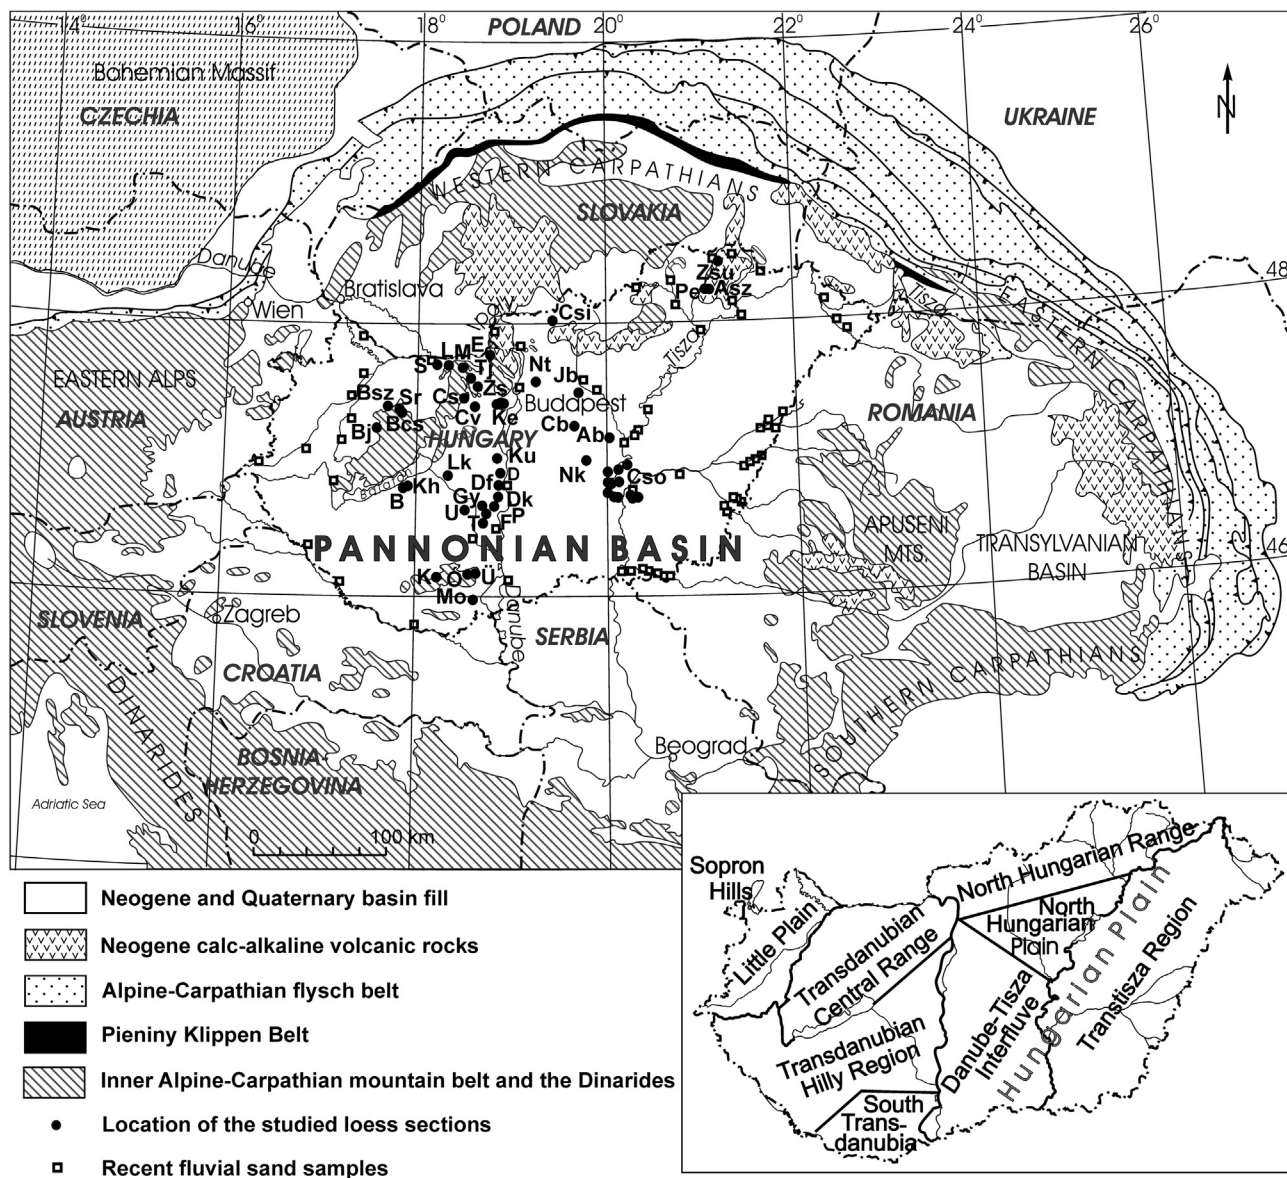 14°
16°
18°
20°
22°
24°
26°
POLAND
Bohemian Massif
CZECHIA
UKRAINE
N
WESTERN CARPATHIANS
SLOVAKIA
Danube
48
Bratislava
Wien
Zsu
Pe
Asz
Tisza
EASTERN CARPATHIANS
Csi
L
M
E
S
T
Tisza
EASTERN ALPS
Nt
Jb
Bsz
Sr
Cs
Zs
Budapest
AUSTRIA
Cv
Ke
ROMANIA
Bj
Bcs
HUNGARY
Cb
Ab
Ku
Lk
Nk
Cso
Df
D
B
Kh
Gy
Dk
U
T
F
P
APUSENI
MTS.
TRANSYLVANIAN
BASIN
46
PANNONIAN BASIN
K
Ö
Ü
Mo
SLOVENIA
Zagreb
Danube
SERBIA
CROATIA
SOUTHERN CARPATHIANS
DINARIDES
BOSNIA-
HERZEGOVINA
Beograd
Adriatic Sea
0 100 km
Sopron
Hills
Little Plain
Transdanubian
Central Range
North Hungarian Range
North
Hungarian
Plain
Hungarian Plain
Transtisza Region
Danube-Tisza
Interfluve
Transdanubian
Hilly Region
South
Trans-
danubia
Neogene and Quaternary basin fill
Neogene calc-alkaline volcanic rocks
Alpine-Carpathian flysch belt
Pieniny Klippen Belt
Inner Alpine-Carpathian mountain belt and the Dinarides
Location of the studied loess sections
Recent fluvial sand samples